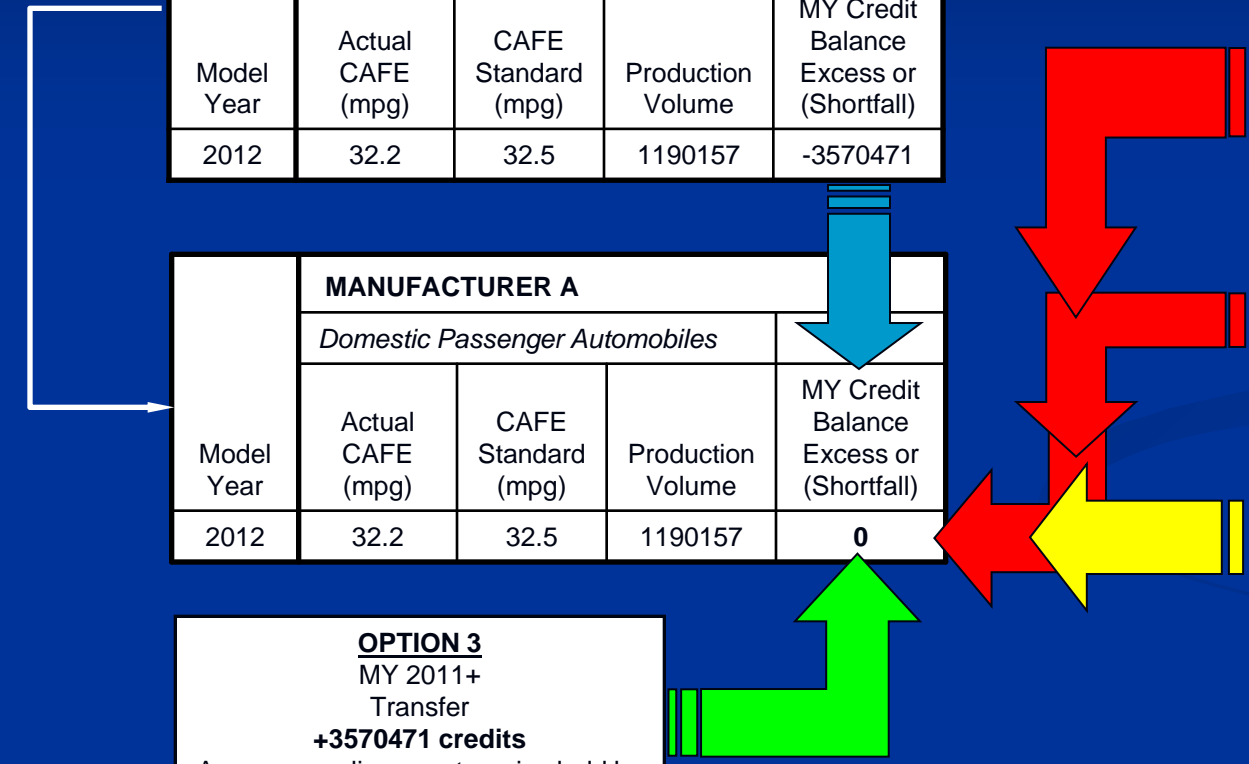 MY Credit
Actual CAFE Balance
Model CAFE Standard Production Excess or
Year (mpg) (mpg) Volume (Shortfall)
2012 32.2 32.5 1190157 -3570471
MANUFACTURER A
Domestic Passenger Automobiles
MY Credit
Actual CAFE Balance
Model CAFE Standard Production Excess or
Year (mpg) (mpg) Volume (Shortfall)
2012 32.2 32.5 1190157 0
OPTION 3
MY 2011+
Transfer
+3570471 credits